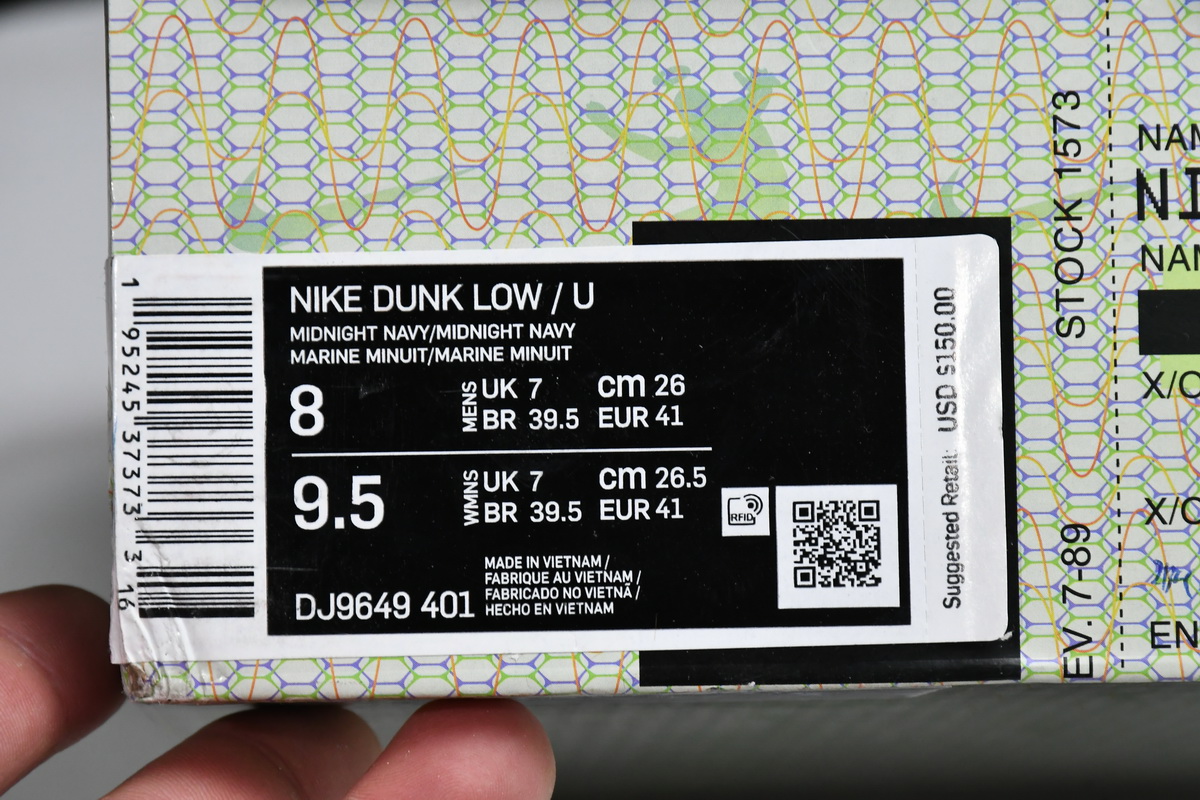 NIKE DUNK LOW / U
MIDNIGHT NAVY/MIDNIGHT NAVY
MARINE MINUIT/MARINE MINUIT
8
MENS
UK 7 cm 26
BR 39.5 EUR 41
9.5
WMNS
UK 7 cm 26.5
BR 39.5 EUR 41
RFID
MADE IN VIETNAM /
FABRIQUE AU VIETNAM /
FABRICADO NO VIETNÃ /
HECHO EN VIETNAM
DJ9649 401
1 95245 37373 3 16
Suggested Retail: USD $150.00
STOCK 1573
EV. 7-89
X/C
X/C